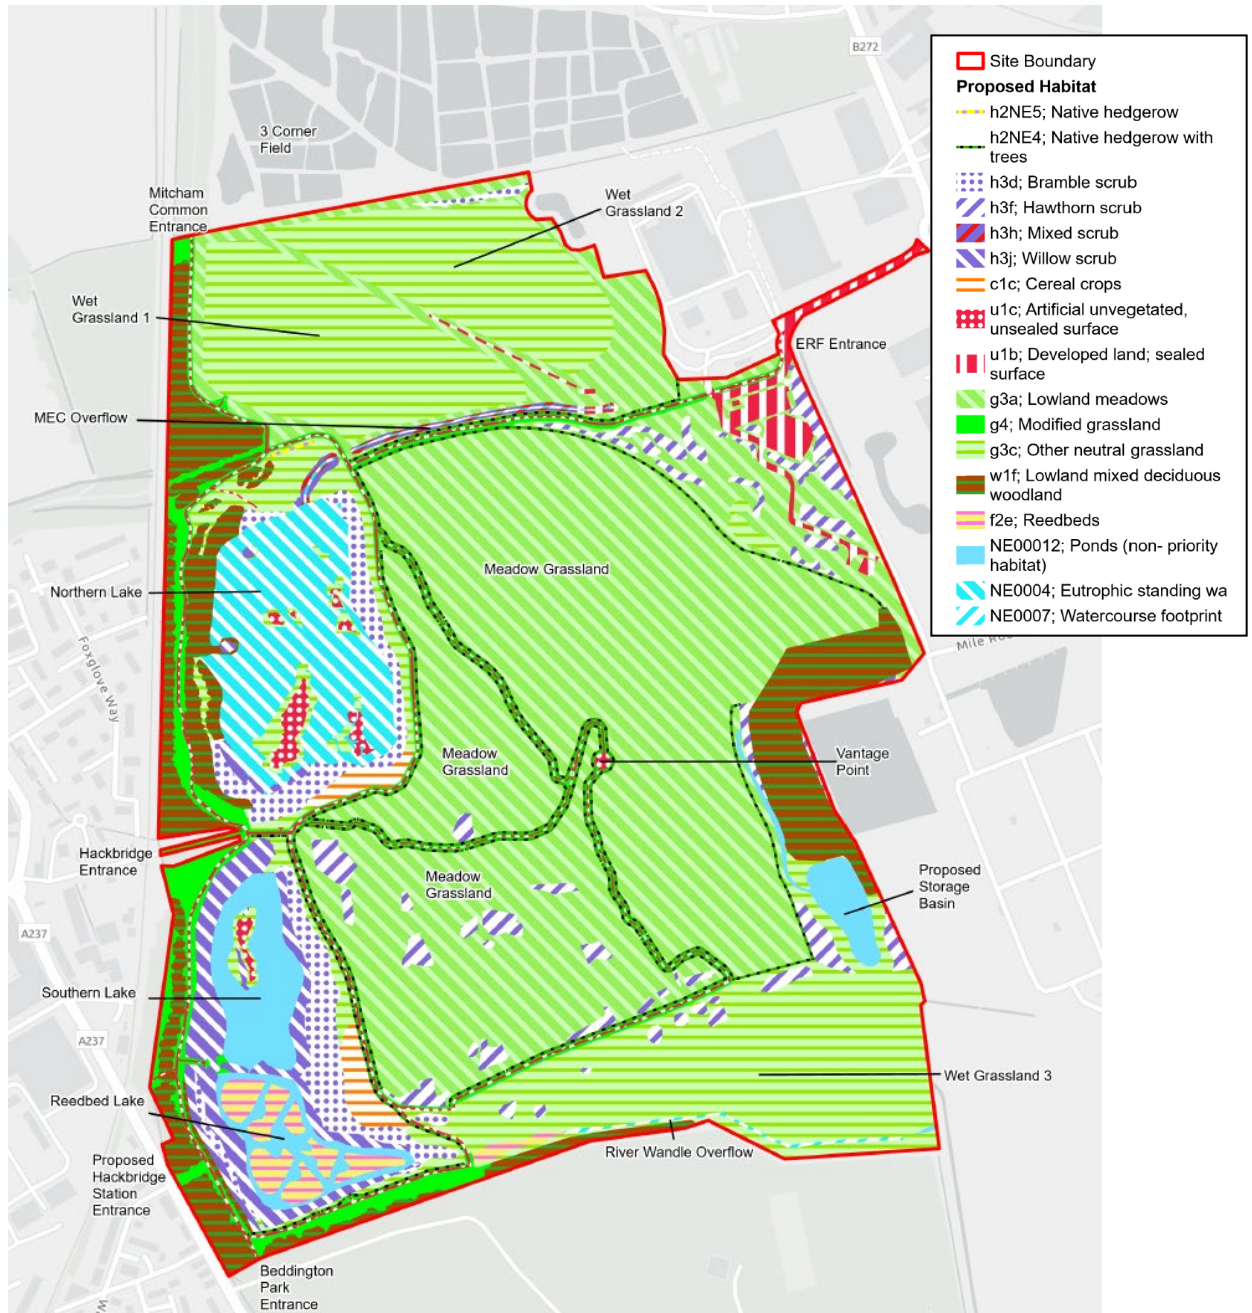 B272
Site Boundary
Proposed Habitat
h2NE5; Native hedgerow
h2NE4; Native hedgerow with
trees
h3d; Bramble scrub
h3f; Hawthorn scrub
h3h; Mixed scrub
h3j; Willow scrub
c1c; Cereal crops
u1c; Artificial unvegetated,
unsealed surface
u1b; Developed land; sealed
surface
g3a; Lowland meadows
g4; Modified grassland
g3c; Other neutral grassland
w1f; Lowland mixed deciduous
woodland
f2e; Reedbeds
NE00012; Ponds (non- priority
habitat)
NE0004; Eutrophic standing wa
NE0007; Watercourse footprint
3 Corner
Field
Mitcham
Common
Entrance
Wet
Grassland 2
Wet
Grassland 1
ERF Entrance
MEC Overflow
Meadow Grassland
Northern Lake
Foxglove Way
Mile
Meadow
Grassland
Vantage
Point
Hackbridge
Entrance
Meadow
Grassland
Proposed
Storage
Basin
A237
Southern Lake
A237
Wet Grassland 3
Reedbed Lake
River Wandle Overflow
Proposed
Hackbridge
Station
Entrance
Beddington
Park
Entrance